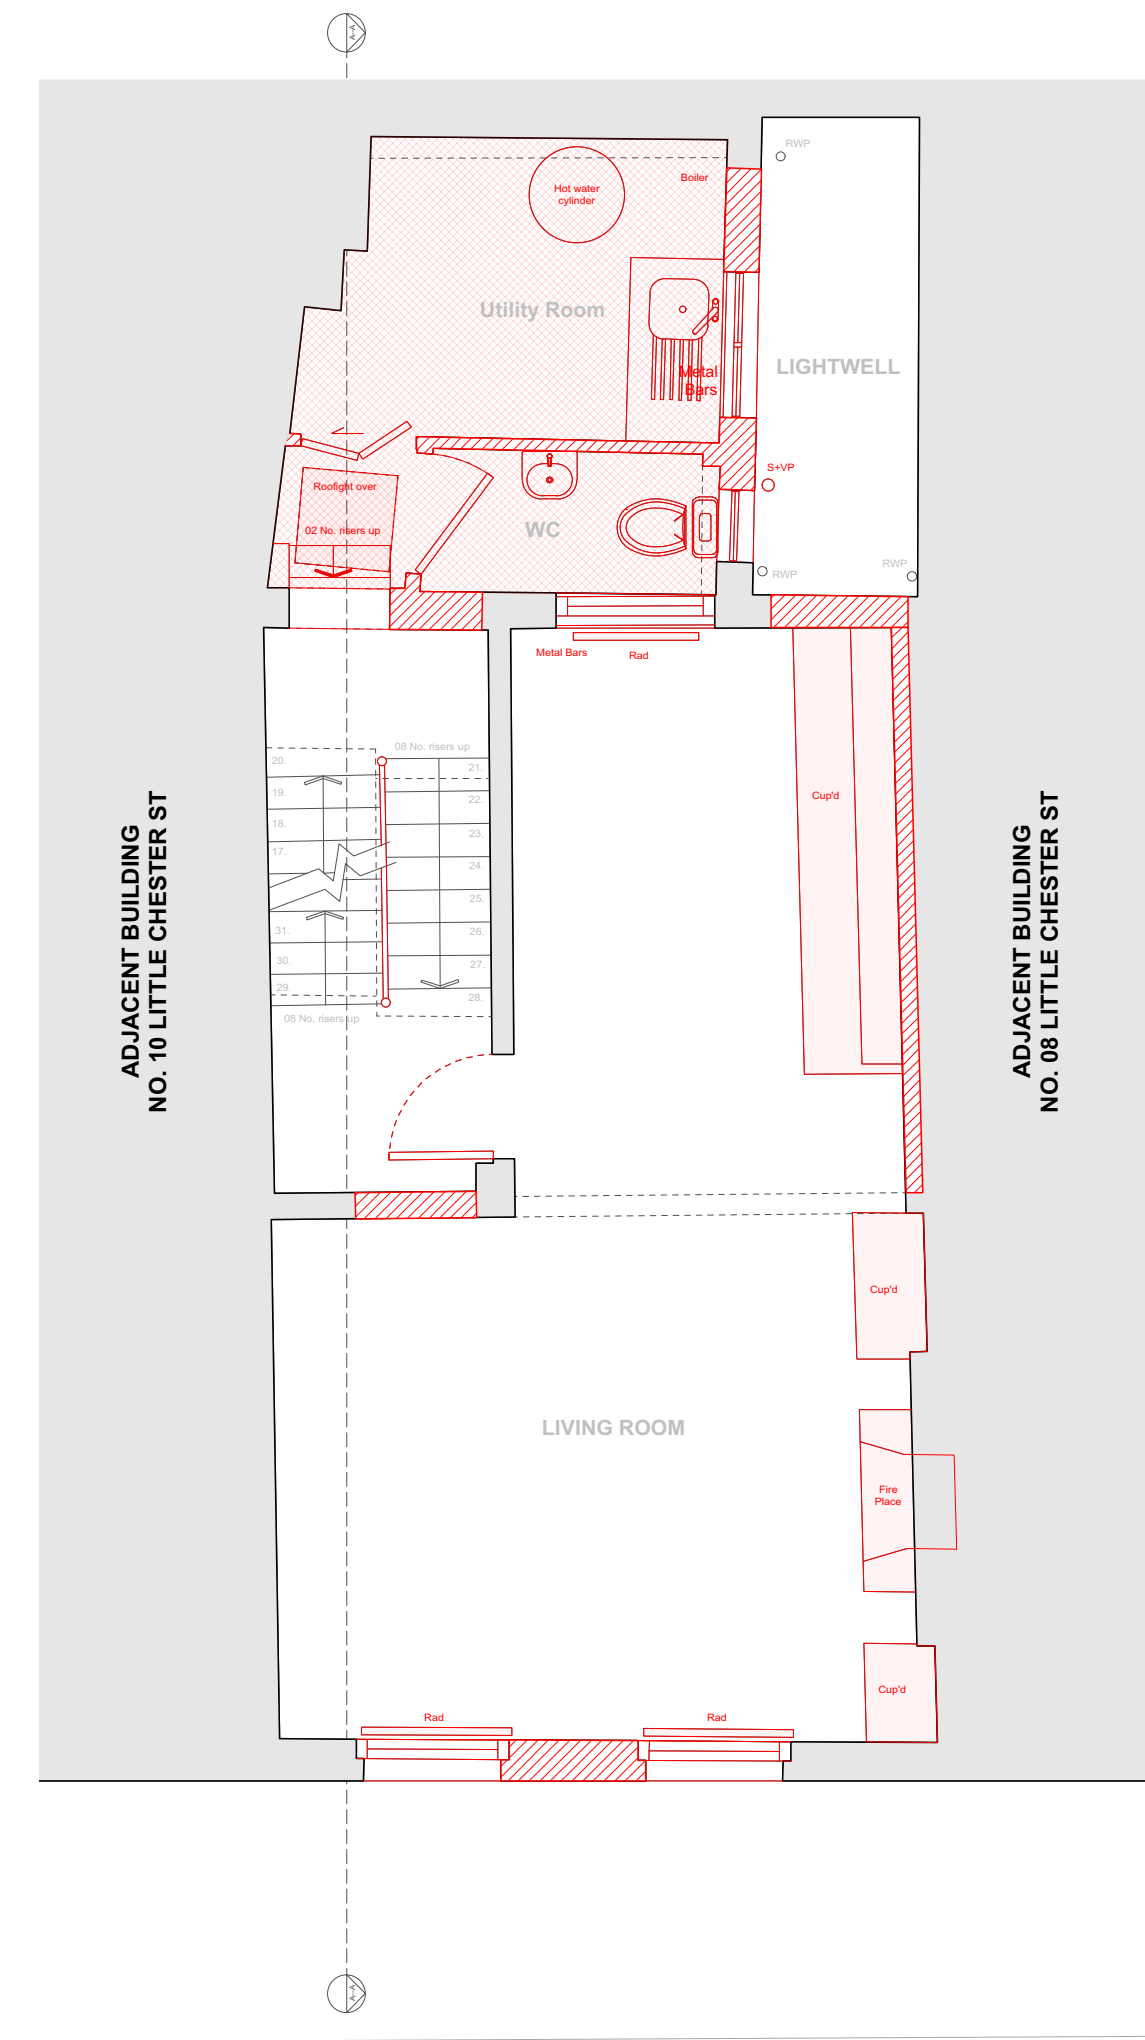 A-A
RWP
Boiler
Hot water
cylinder
Utility Room
LIGHTWELL
Metal
Bars
S+VP
Roofight over
WC
02 No. risers up
RWP
RWP
Metal Bars
Rad
08 No. risers up
20.
21.
19.
22.
18.
23.
17.
24.
25.
31.
26.
30.
27.
29.
28.
08 No. risers up
Cup'd
ADJACENT BUILDING
NO. 10 LITTLE CHESTER ST
ADJACENT BUILDING
NO. 08 LITTLE CHESTER ST
Cup'd
LIVING ROOM
Fire
Place
Cup'd
Rad
Rad
A-A